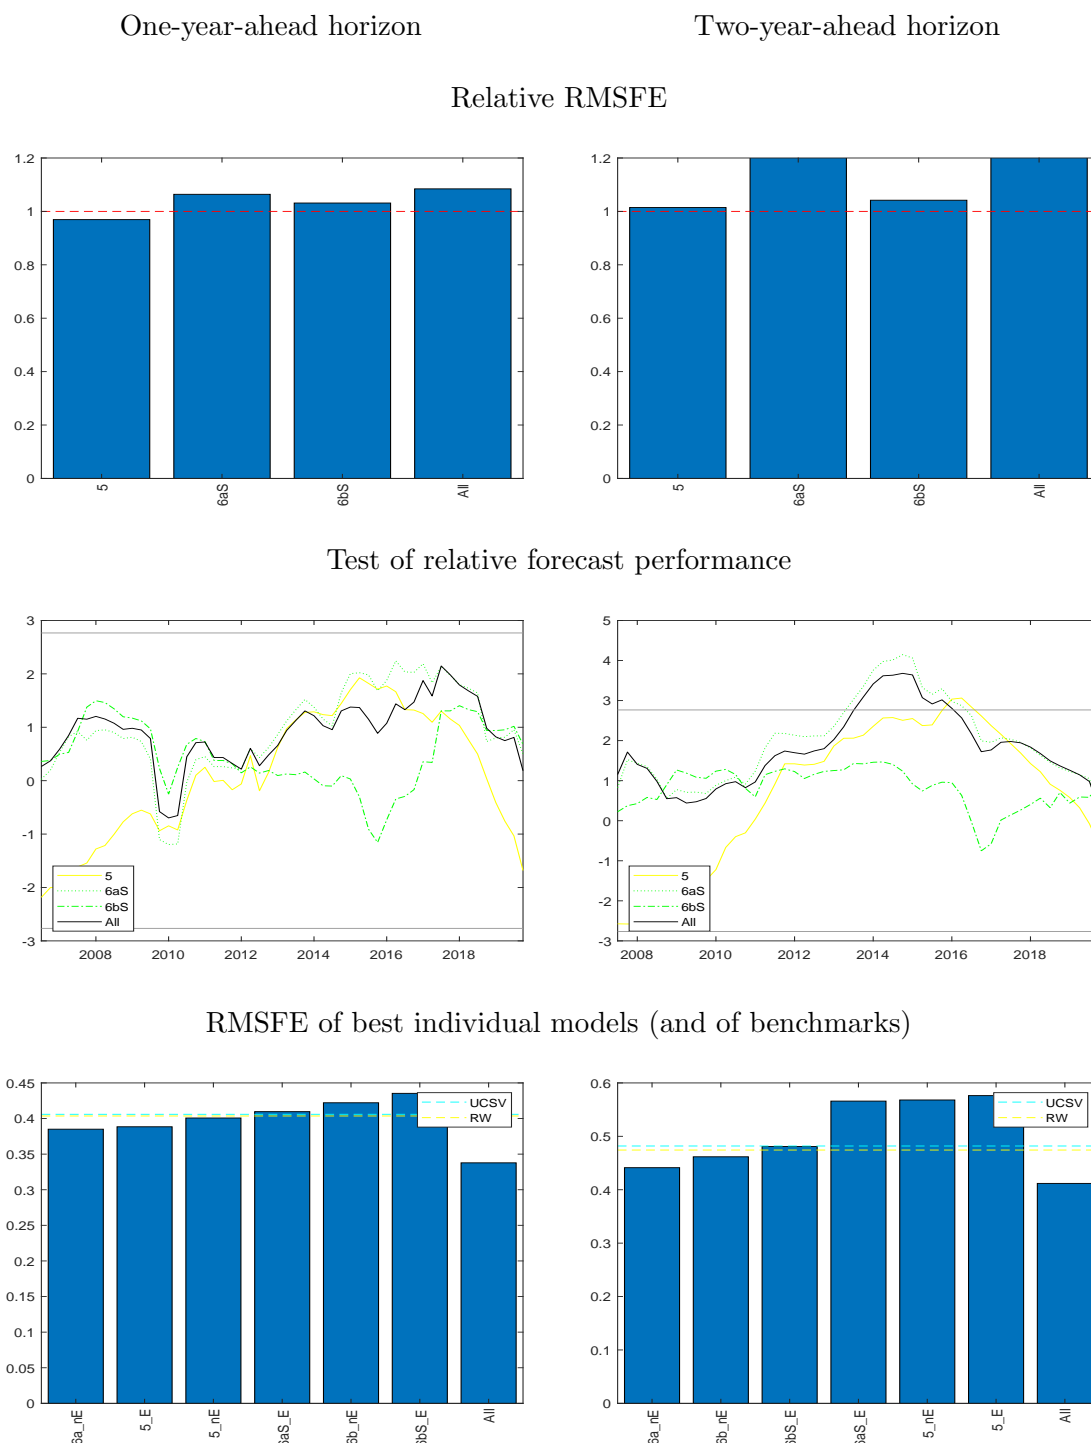 One-year-ahead horizon Two-year-ahead horizon
Relative RMSFE
1.2 1.2
1 1
0.8 0.8
0.6 0.6
0.4 0.4
0.2 0.2
0 0
5 6aS 6bS All 5 6aS 6bS All
Test of relative forecast performance
3 5
2 4
1 3
0 2
-1 1
-2 0
-3 -1
-2
-3
5 5
6aS 6aS
6bS 6bS
All All
2008 2010 2012 2014 2016 2018 2008 2010 2012 2014 2016 2018
RMSFE of best individual models (and of benchmarks)
0.45 0.6
0.4 0.5
0.35 0.4
0.3 0.3
0.25 0.2
0.2 0.1
0.15 0
0.1
0.05
0
UCSV UCSV
RW RW
6a_nE 5_E 5_nE 6aS_E 6b_nE 6bS_E All 6a_nE 6b_nE 6bS_E 6aS_E 5_nE 5_E All